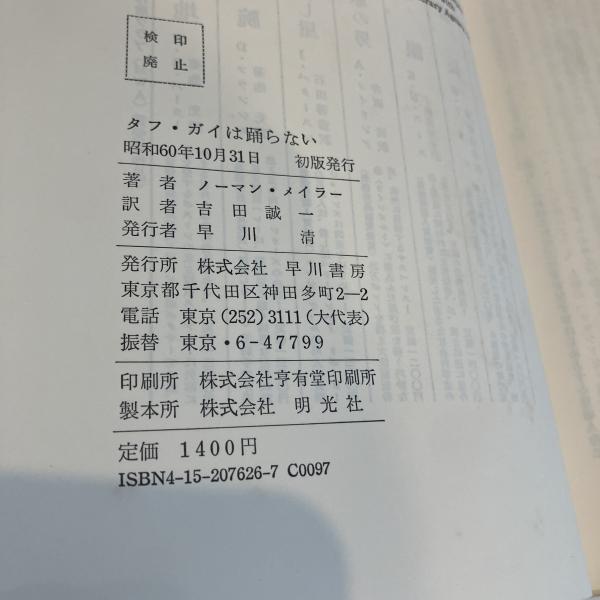 検印
廃止
タフ・ガイは踊らない
昭和60年10月31日 初版発行
著者 ノーマン・メイラー
訳者 吉田誠一
発行者 早川 清
発行所 株式会社 早川書房
東京都千代田区神田多町2―2
電話 東京(252)3111(大代表)
振替 東京・6-47799
印刷所 株式会社亨有堂印刷所
製本所 株式会社 明光社
定価 1400円
ISBN4-15-207626-7 C0097